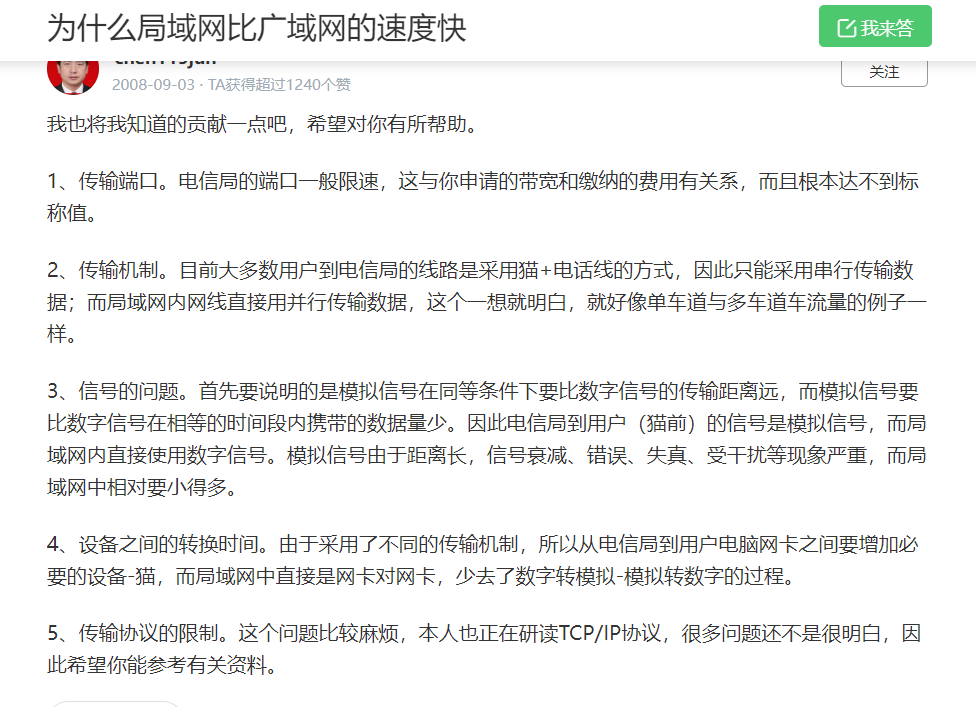 为什么局域网比广域网的速度快
我来答
2008-09-03 · TA获得超过1240个赞
关注
我也将我知道的贡献一点吧，希望对你有所帮助。
1、传输端口。电信局的端口一般限速，这与你申请的带宽和缴纳的费用有关系，而且根本达不到标
称值。
2、传输机制。目前大多数用户到电信局的线路是采用猫+电话线的方式，因此只能采用串行传输数
据；而局域网内网线直接用并行传输数据，这个一想就明白，就好像单车道与多车道车流量的例子一
样。
3、信号的问题。首先要说明的是模拟信号在同等条件下要比数字信号的传输距离远，而模拟信号要
比数字信号在相等的时间段内携带的数据量少。因此电信局到用户（猫前）的信号是模拟信号，而局
域网内直接使用数字信号。模拟信号由于距离长，信号衰减、错误、失真、受干扰等现象严重，而局
域网中相对要小得多。
4、设备之间的转换时间。由于采用了不同的传输机制，所以从电信局到用户电脑网卡之间要增加必
要的设备-猫，而局域网中直接是网卡对网卡，少去了数字转模拟-模拟转数字的过程。
5、传输协议的限制。这个问题比较麻烦，本人也正在研读TCP/IP协议，很多问题还不是很明白，因
此希望你能参考有关资料。